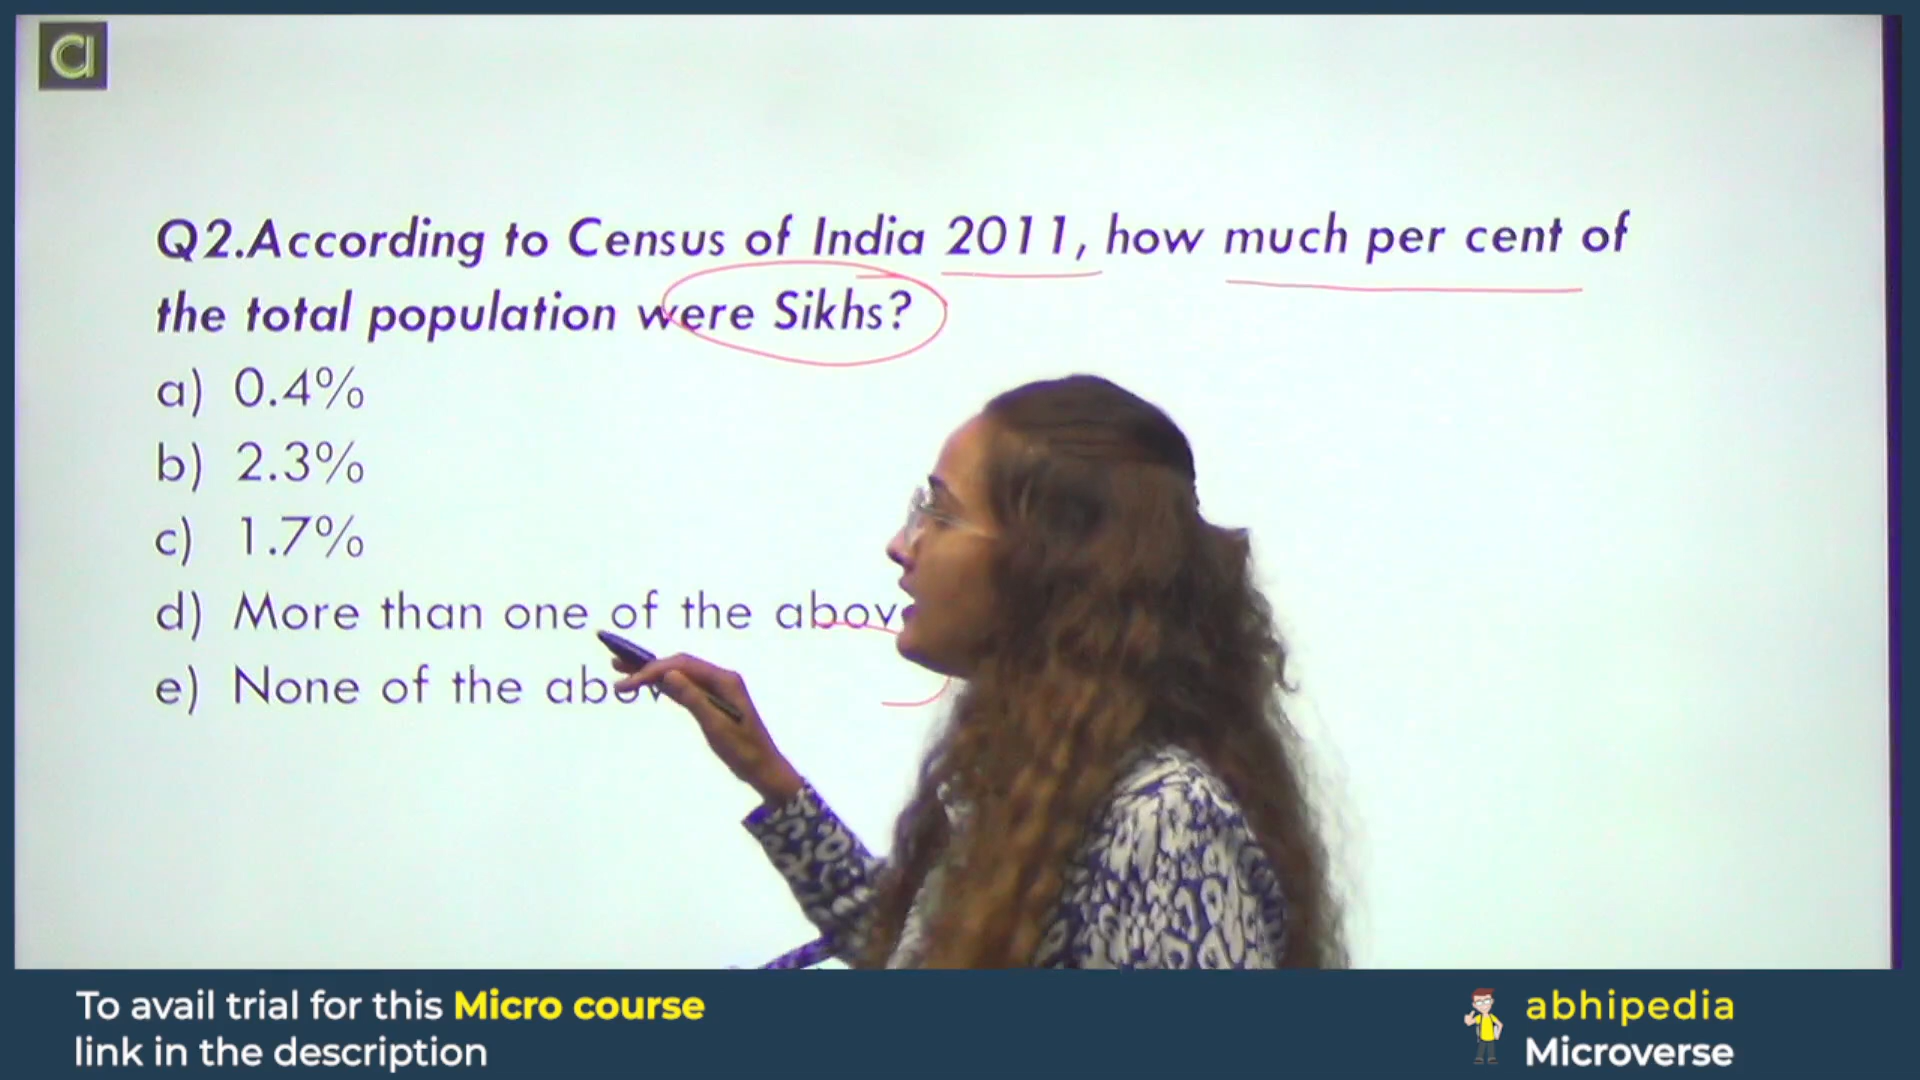 a
Q2.According to Census of India 2011, how much per cent of
the total population were Sikhs?
a) 0.4%
b) 2.3%
c) 1.7%
d) More than one of the abov
e) None of the abov
To avail trial for this Micro course
link in the description
abhipedia
Microverse